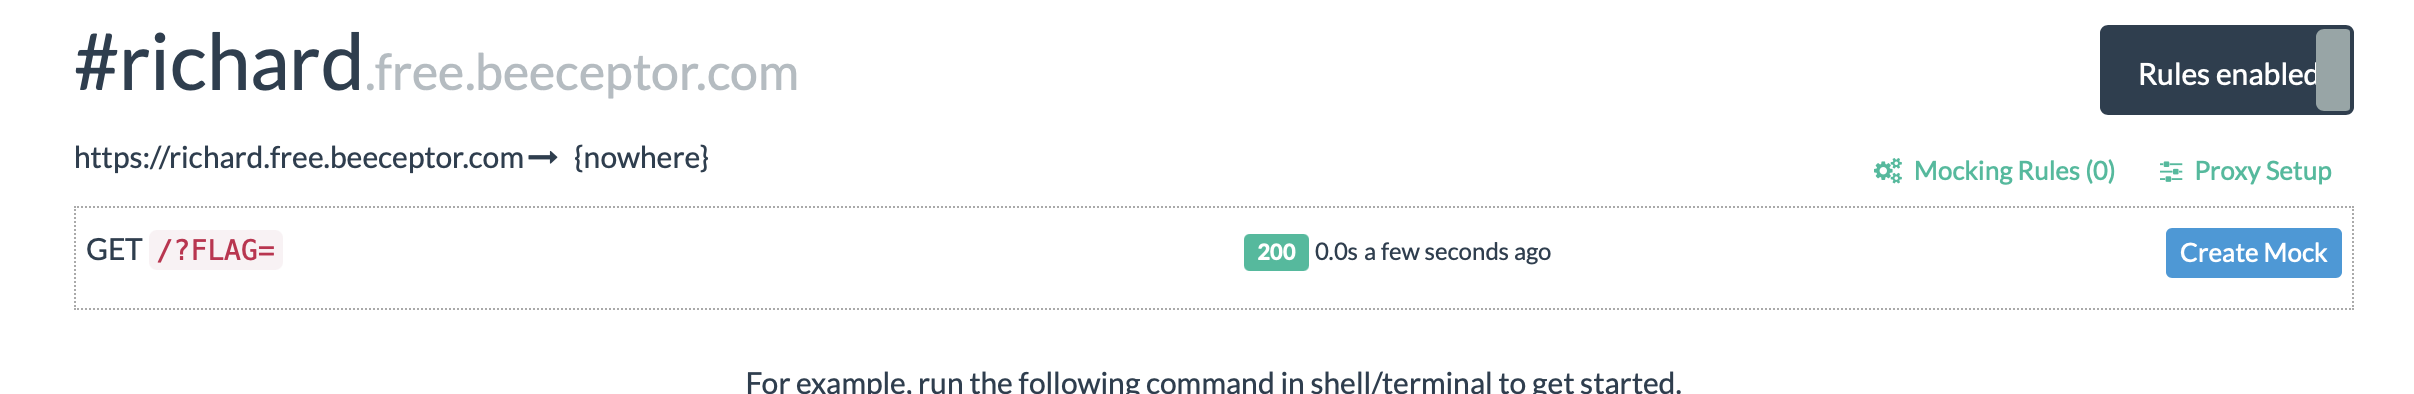 #richard.free.beeceptor.com
Rules enabled
https://richard.free.beeceptor.com → {nowhere}
Mocking Rules (0) Proxy Setup
GET /?FLAG= 200 0.0s a few seconds ago Create Mock
For example, run the following command in shell/terminal to get started.